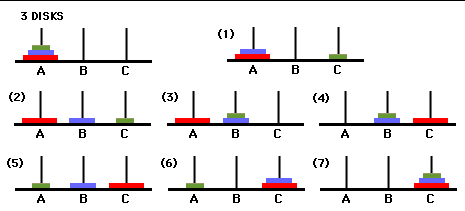 3 DISKS
(1)
A B C
A B C
(2)
(3)
(4)
A B C
A B C
A B C
(5)
(6)
(7)
A B C
A B C
A B C